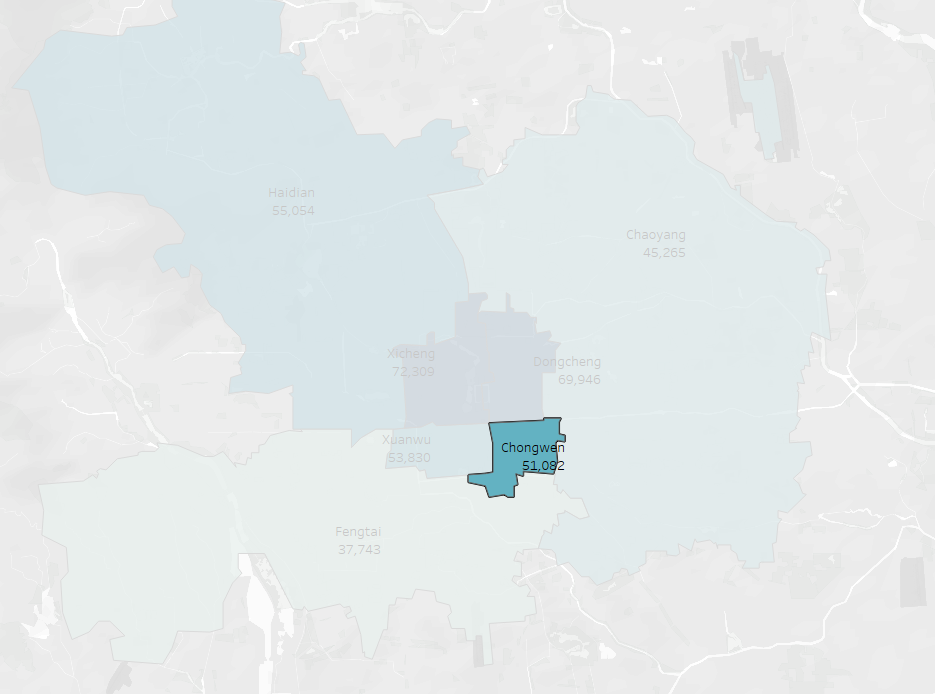 Haidian
55,054
Chaoyang
45,265
Xicheng
72,309
Dongcheng
69,946
Xuanwu
53,830
Chongwen
51,082
Fengtai
37,743